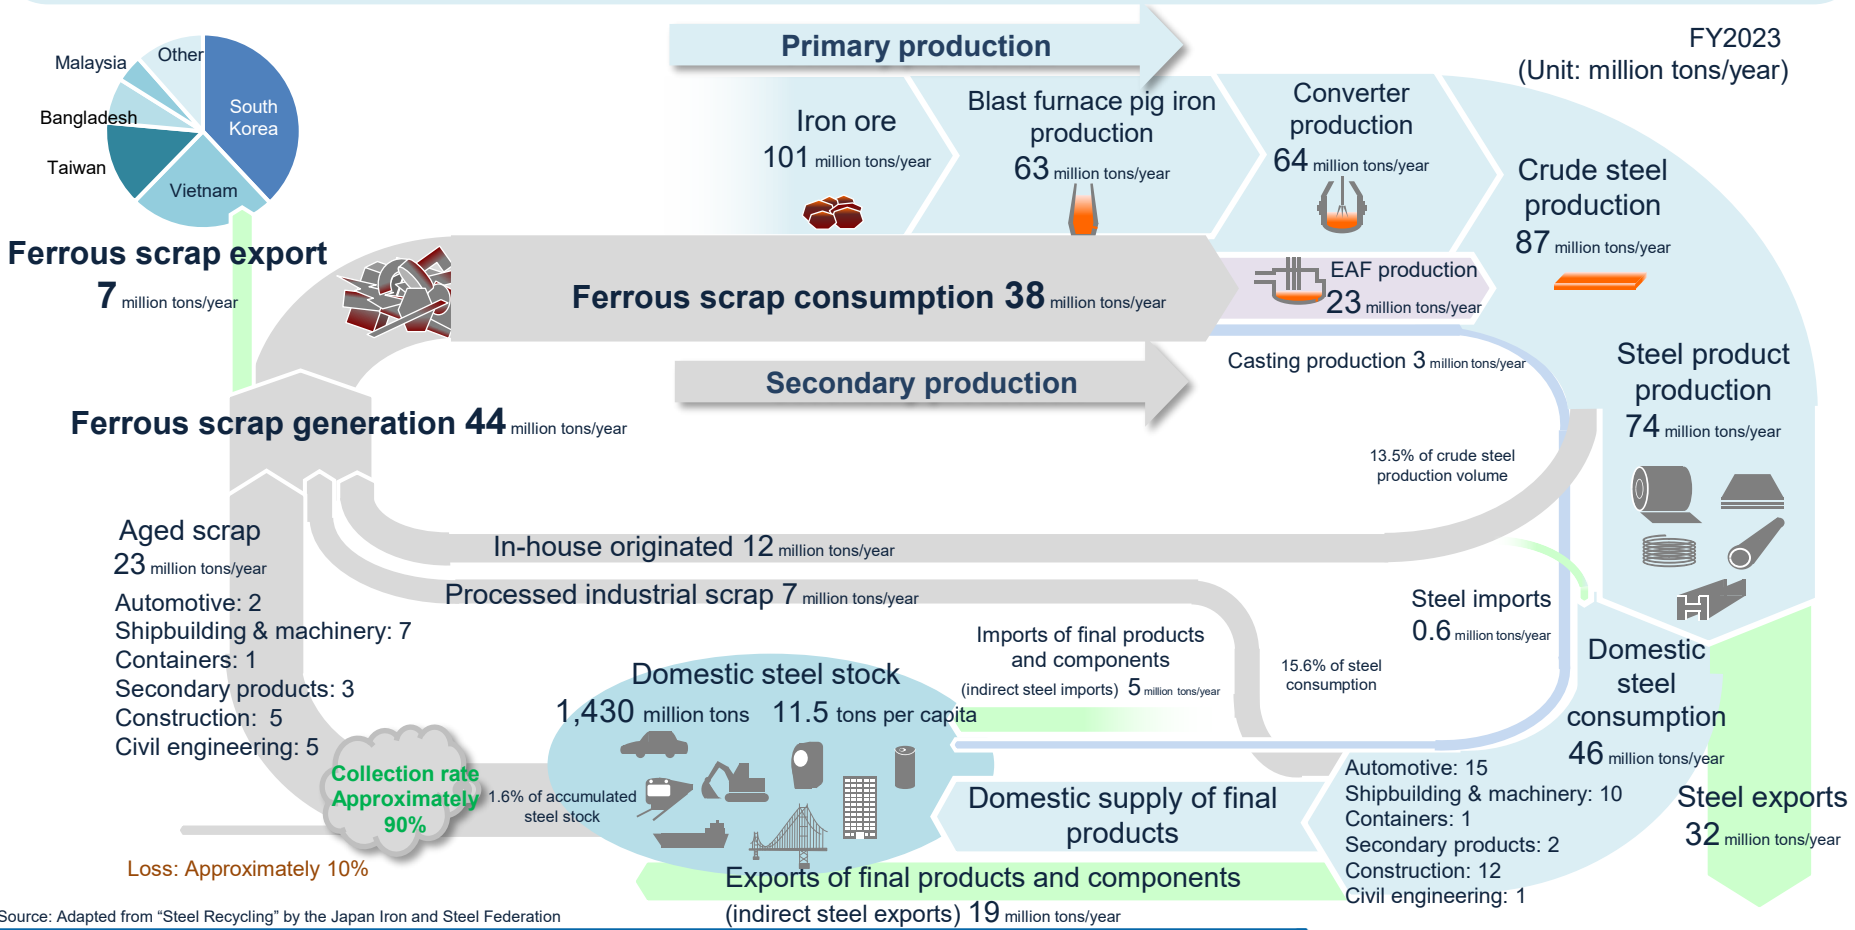 Primary production
FY2023
(Unit: million tons/year)
Malaysia
Other
South
Korea
Bangladesh
Taiwan
Vietnam
Iron ore
101 million tons/year
Blast furnace pig iron
production
63 million tons/year
Converter
production
64 million tons/year
Crude steel
production
87 million tons/year
Ferrous scrap export
7 million tons/year
Ferrous scrap consumption 38 million tons/year
EAF production
23 million tons/year
Casting production 3 million tons/year
Secondary production
Steel product
production
74 million tons/year
Ferrous scrap generation 44 million tons/year
13.5% of crude steel
production volume
Aged scrap
23 million tons/year
Automotive: 2
Shipbuilding & machinery: 7
Containers: 1
Secondary products: 3
Construction: 5
Civil engineering: 5
In-house originated 12 million tons/year
Processed industrial scrap 7 million tons/year
Steel imports
0.6 million tons/year
Imports of final products
and components
(indirect steel imports) 5 million tons/year
15.6% of steel
consumption
Domestic
steel
consumption
46 million tons/year
Domestic steel stock
1,430 million tons 11.5 tons per capita
Collection rate
Approximately
90%
1.6% of accumulated
steel stock
Domestic supply of final
products
Automotive: 15
Shipbuilding & machinery: 10
Containers: 1
Secondary products: 2
Construction: 12
Civil engineering: 1
Steel exports
32 million tons/year
Loss: Approximately 10%
Exports of final products and components
(indirect steel exports) 19 million tons/year
Source: Adapted from “Steel Recycling” by the Japan Iron and Steel Federation